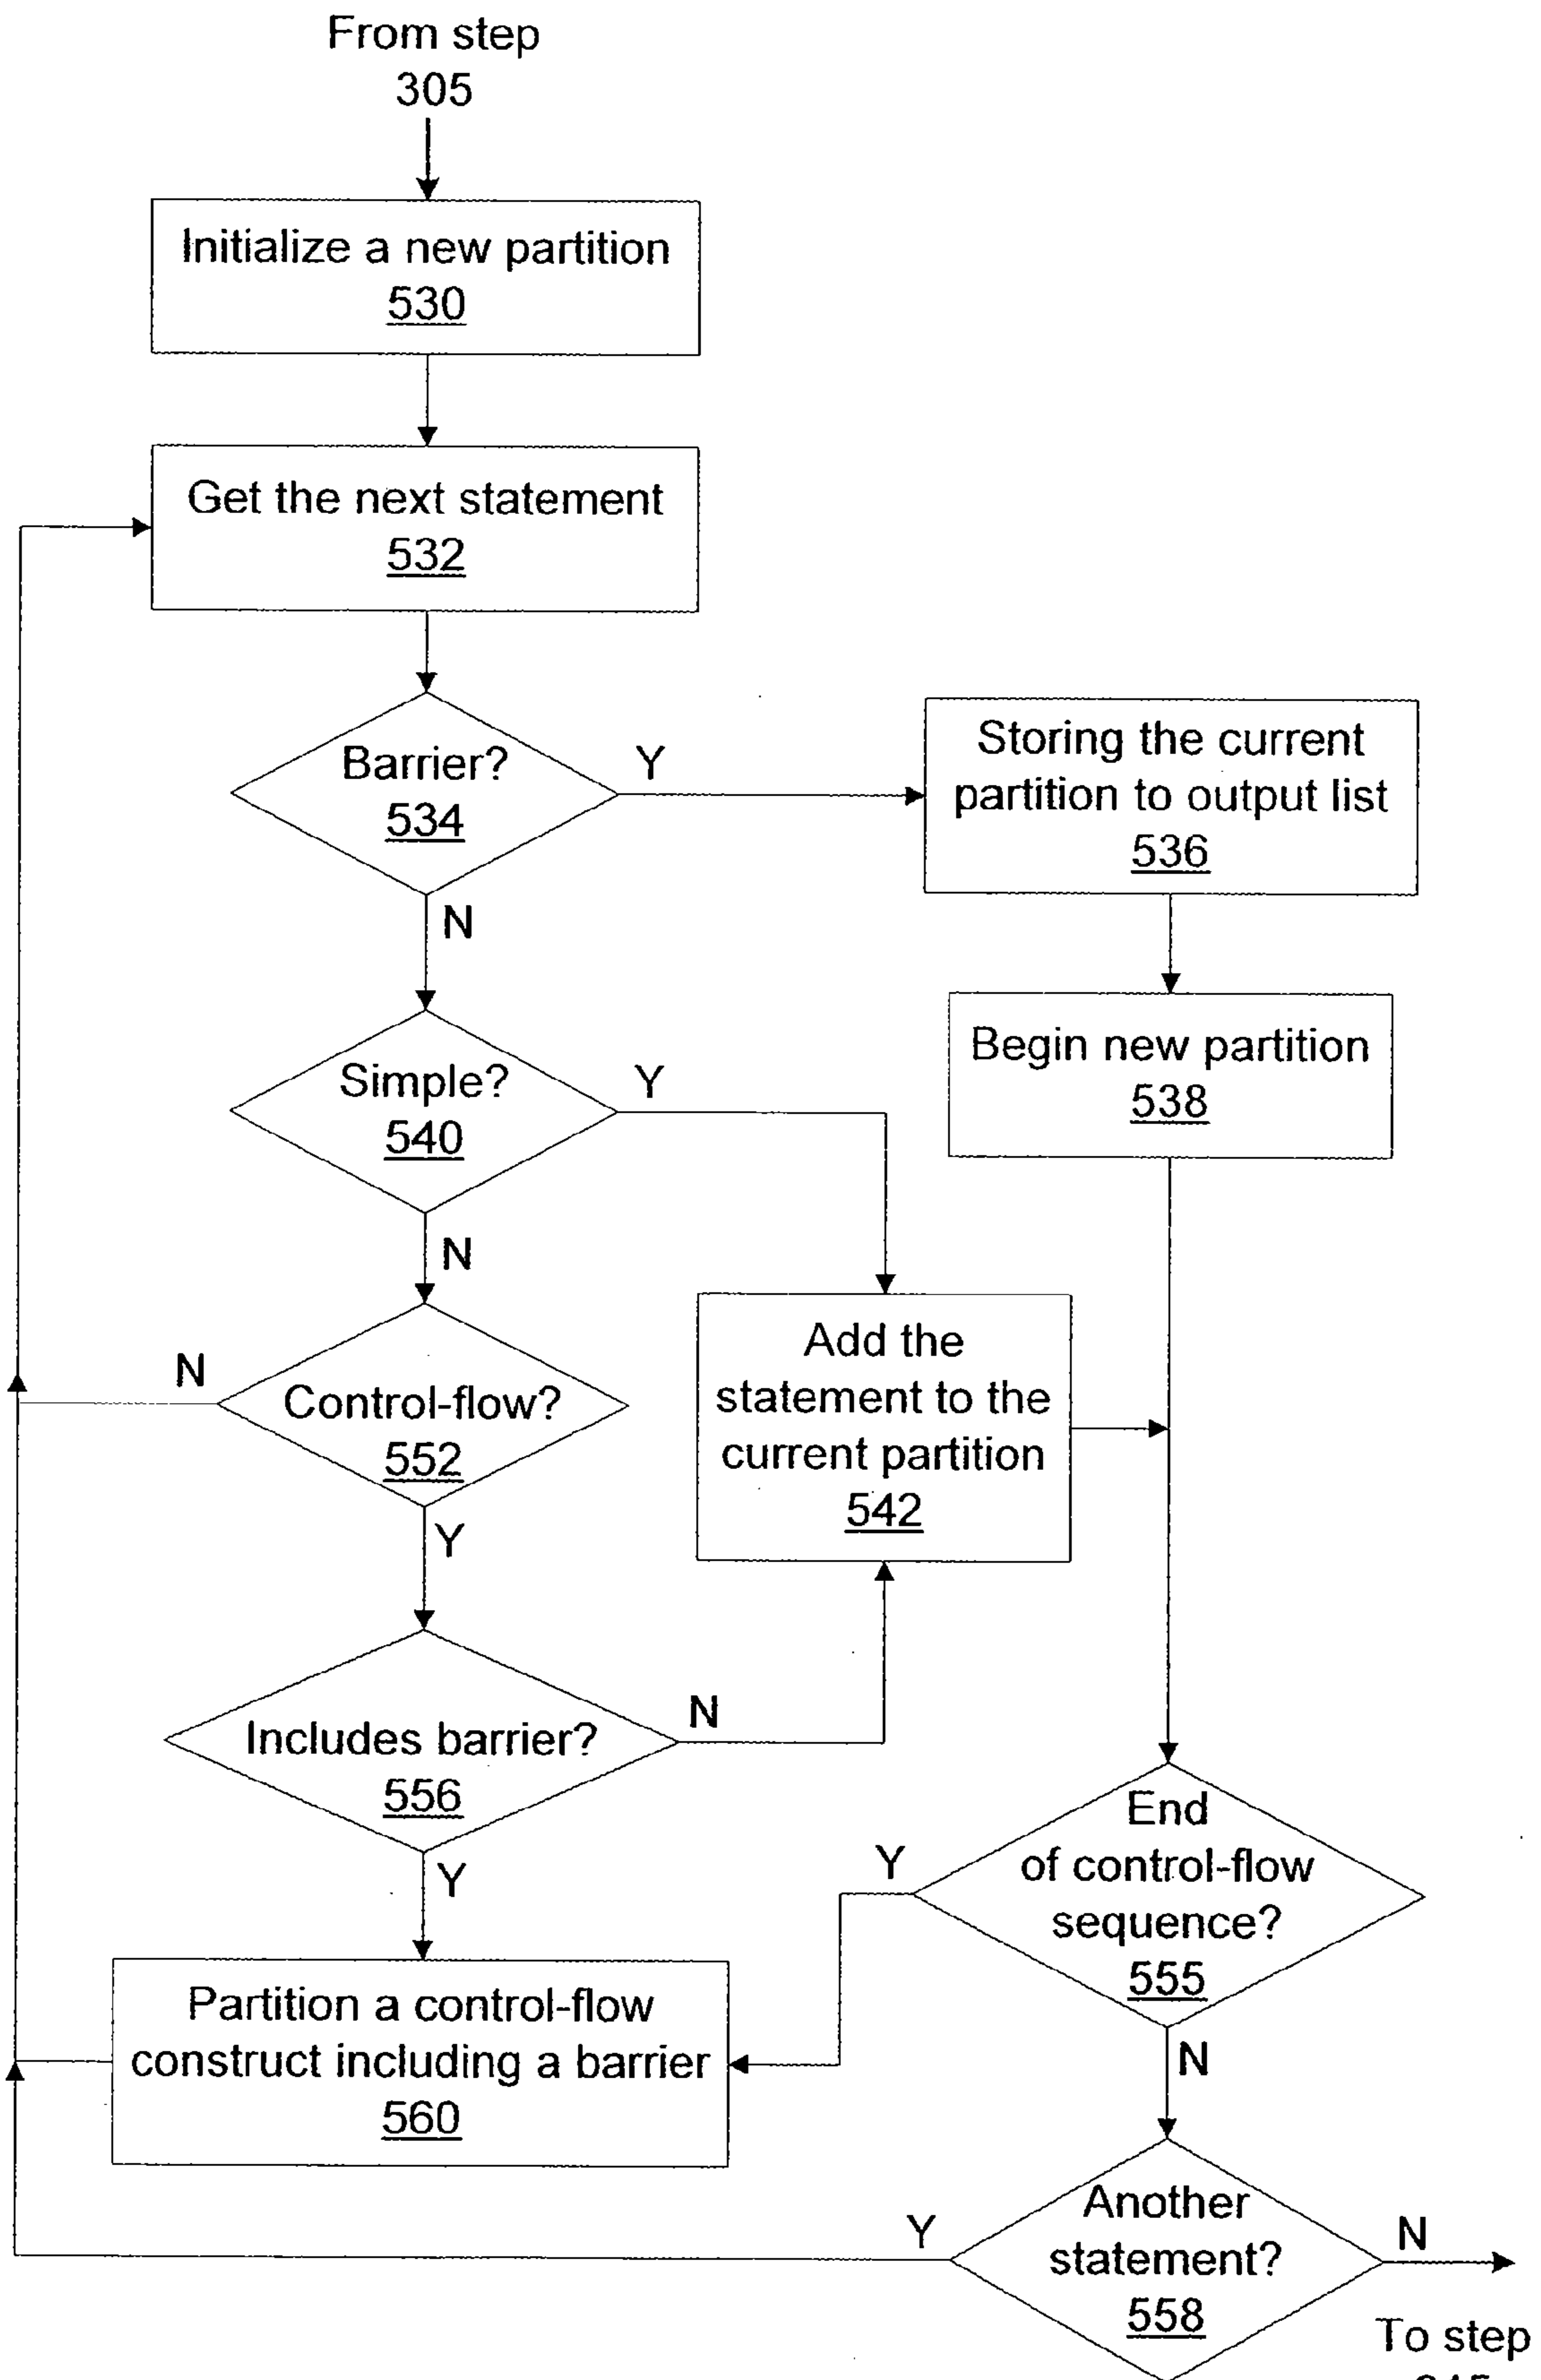 From step
305
Initialize a new partition
530
Get the next statement
532
Barrier?
534
Y
N
Storing the current
partition to output list
536
Begin new partition
538
Simple?
540
Y
N
Control-flow?
552
N
Y
Add the
statement to the
current partition
542
Includes barrier?
556
N
Y
End
of control-flow
sequence?
555
Y
N
Partition a control-flow
construct including a barrier
560
Another
statement?
558
Y
N
To step